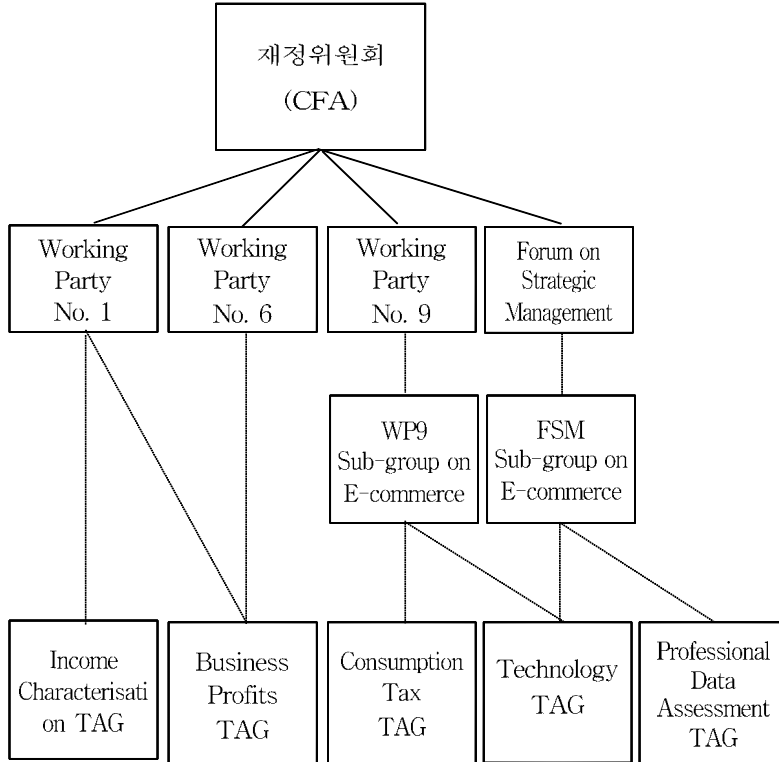 재정위원회
(CFA)
Working
Party
No. 1
Working
Party
No. 6
Working
Party
No. 9
Forum on
Strategic
Management
WP9
Sub-group on
E-commerce
FSM
Sub-group on
E-commerce
Income
Characterisati
on TAG
Business
Profits
TAG
Consumption
Tax
TAG
Technology
TAG
Professional
Data
Assessment
TAG